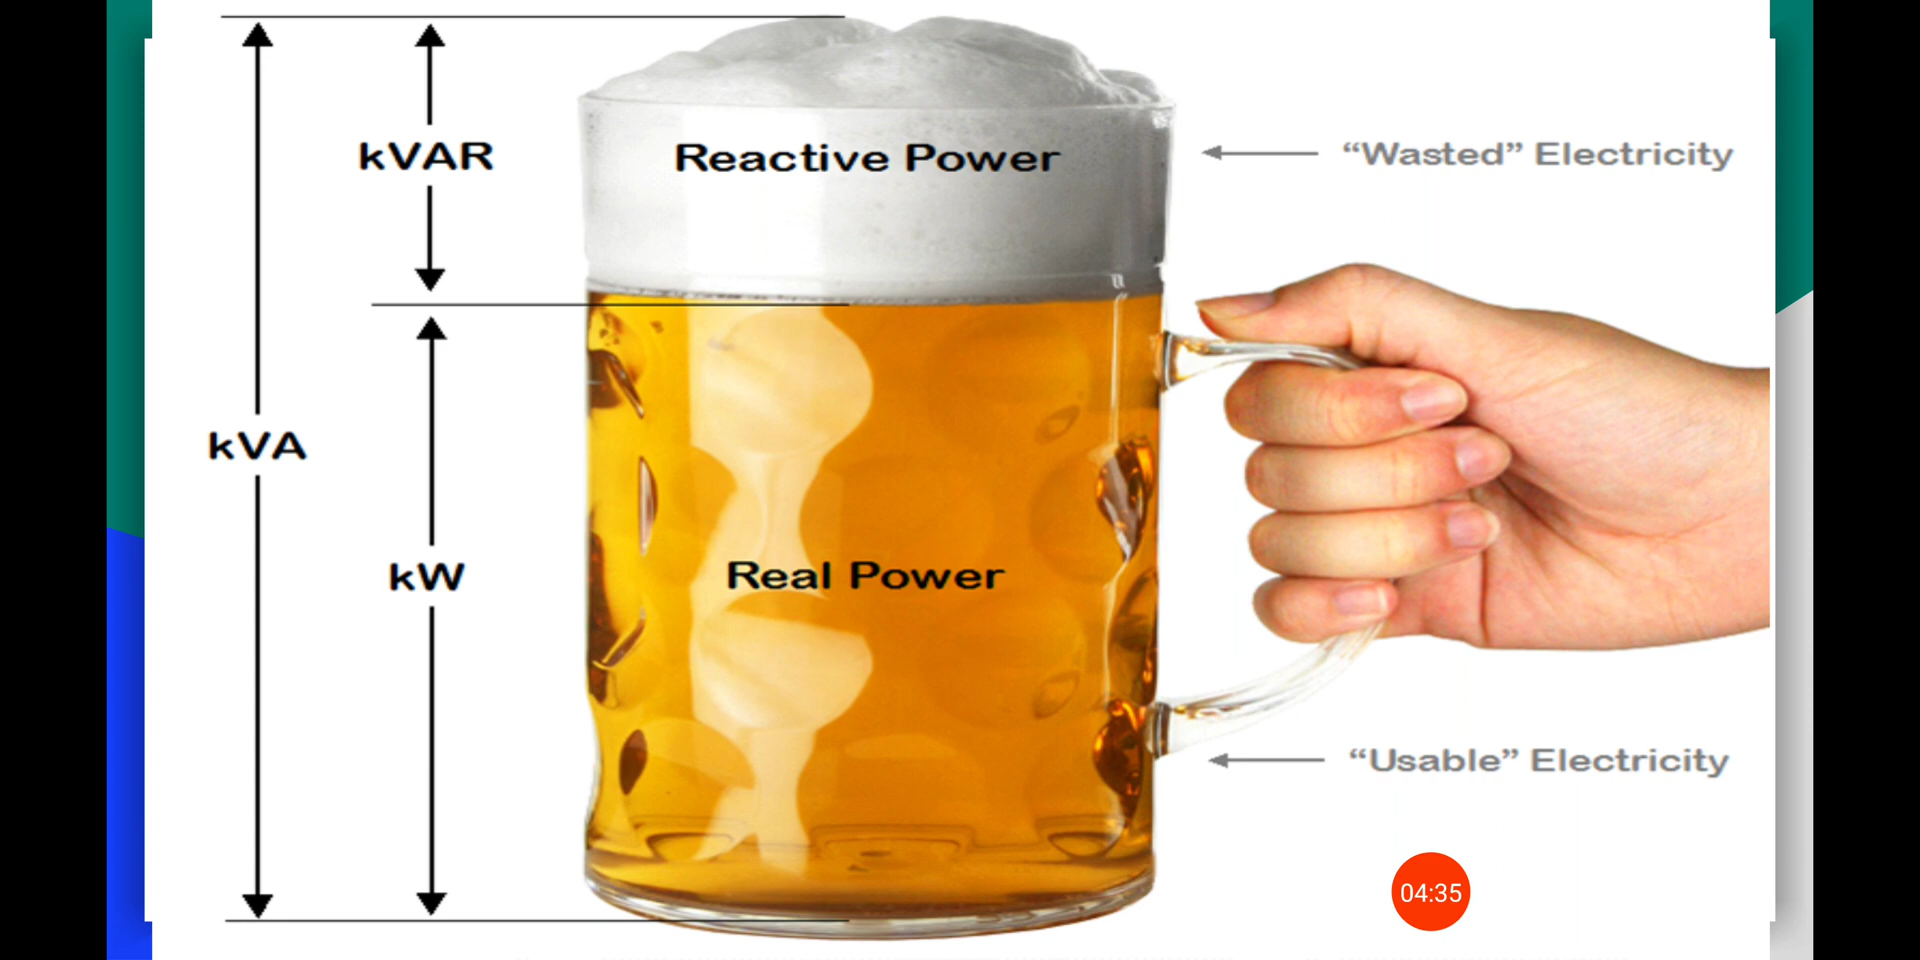 kVAR
Reactive Power
“Wasted” Electricity
kVA
kW
Real Power
“Usable” Electricity
04:35